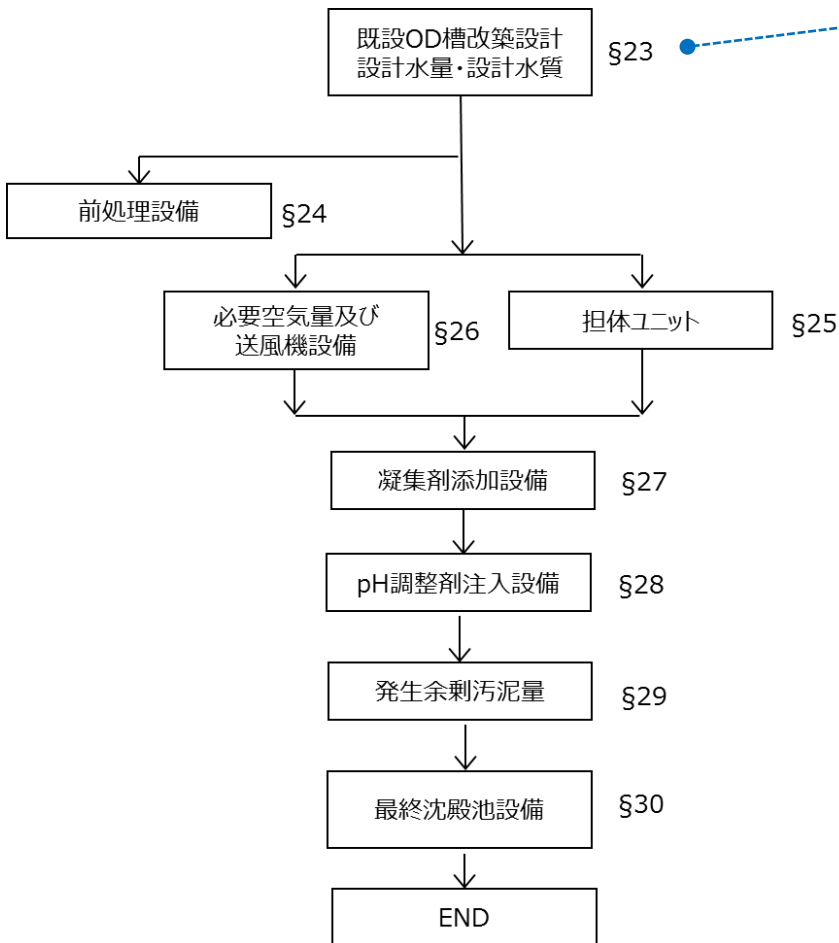 既設OD槽改築設計
設計水量・設計水質
§23
前処理設備
§24
必要空気量及び
送風機設備
§26
担体ユニット
§25
凝集剤添加設備
§27
pH調整剤注入設備
§28
発生余剰汚泥量
§29
最終沈殿池設備
§30
END